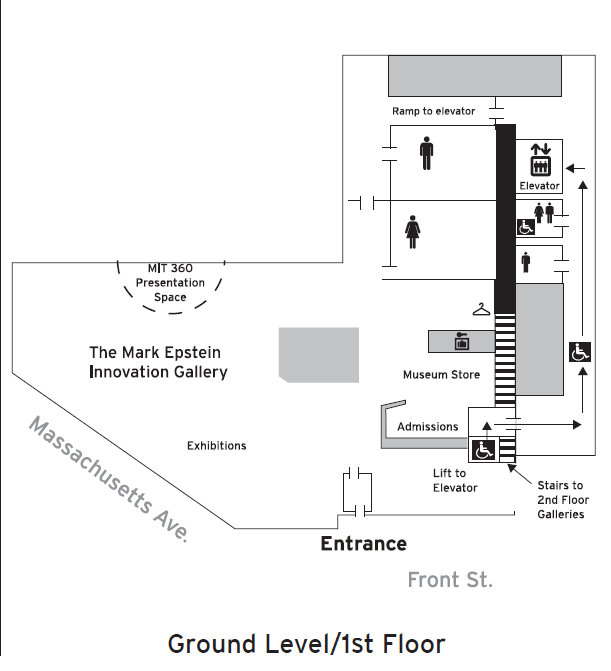 Ramp to elevator
Elevator
MIT 360
Presentation
Space
The Mark Epstein
Innovation Gallery
Museum Store
Admissions
Exhibitions
Massachusetts Ave.
Lift to
Elevator
Stairs to
2nd Floor
Galleries
Entrance
Front St.
Ground Level/1st Floor